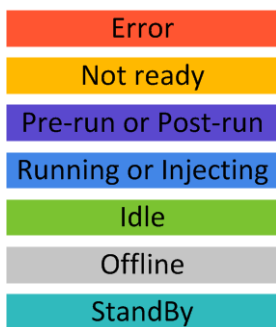 Error
Not ready
Pre-run or Post-run
Running or Injecting
Idle
Offline
StandBy